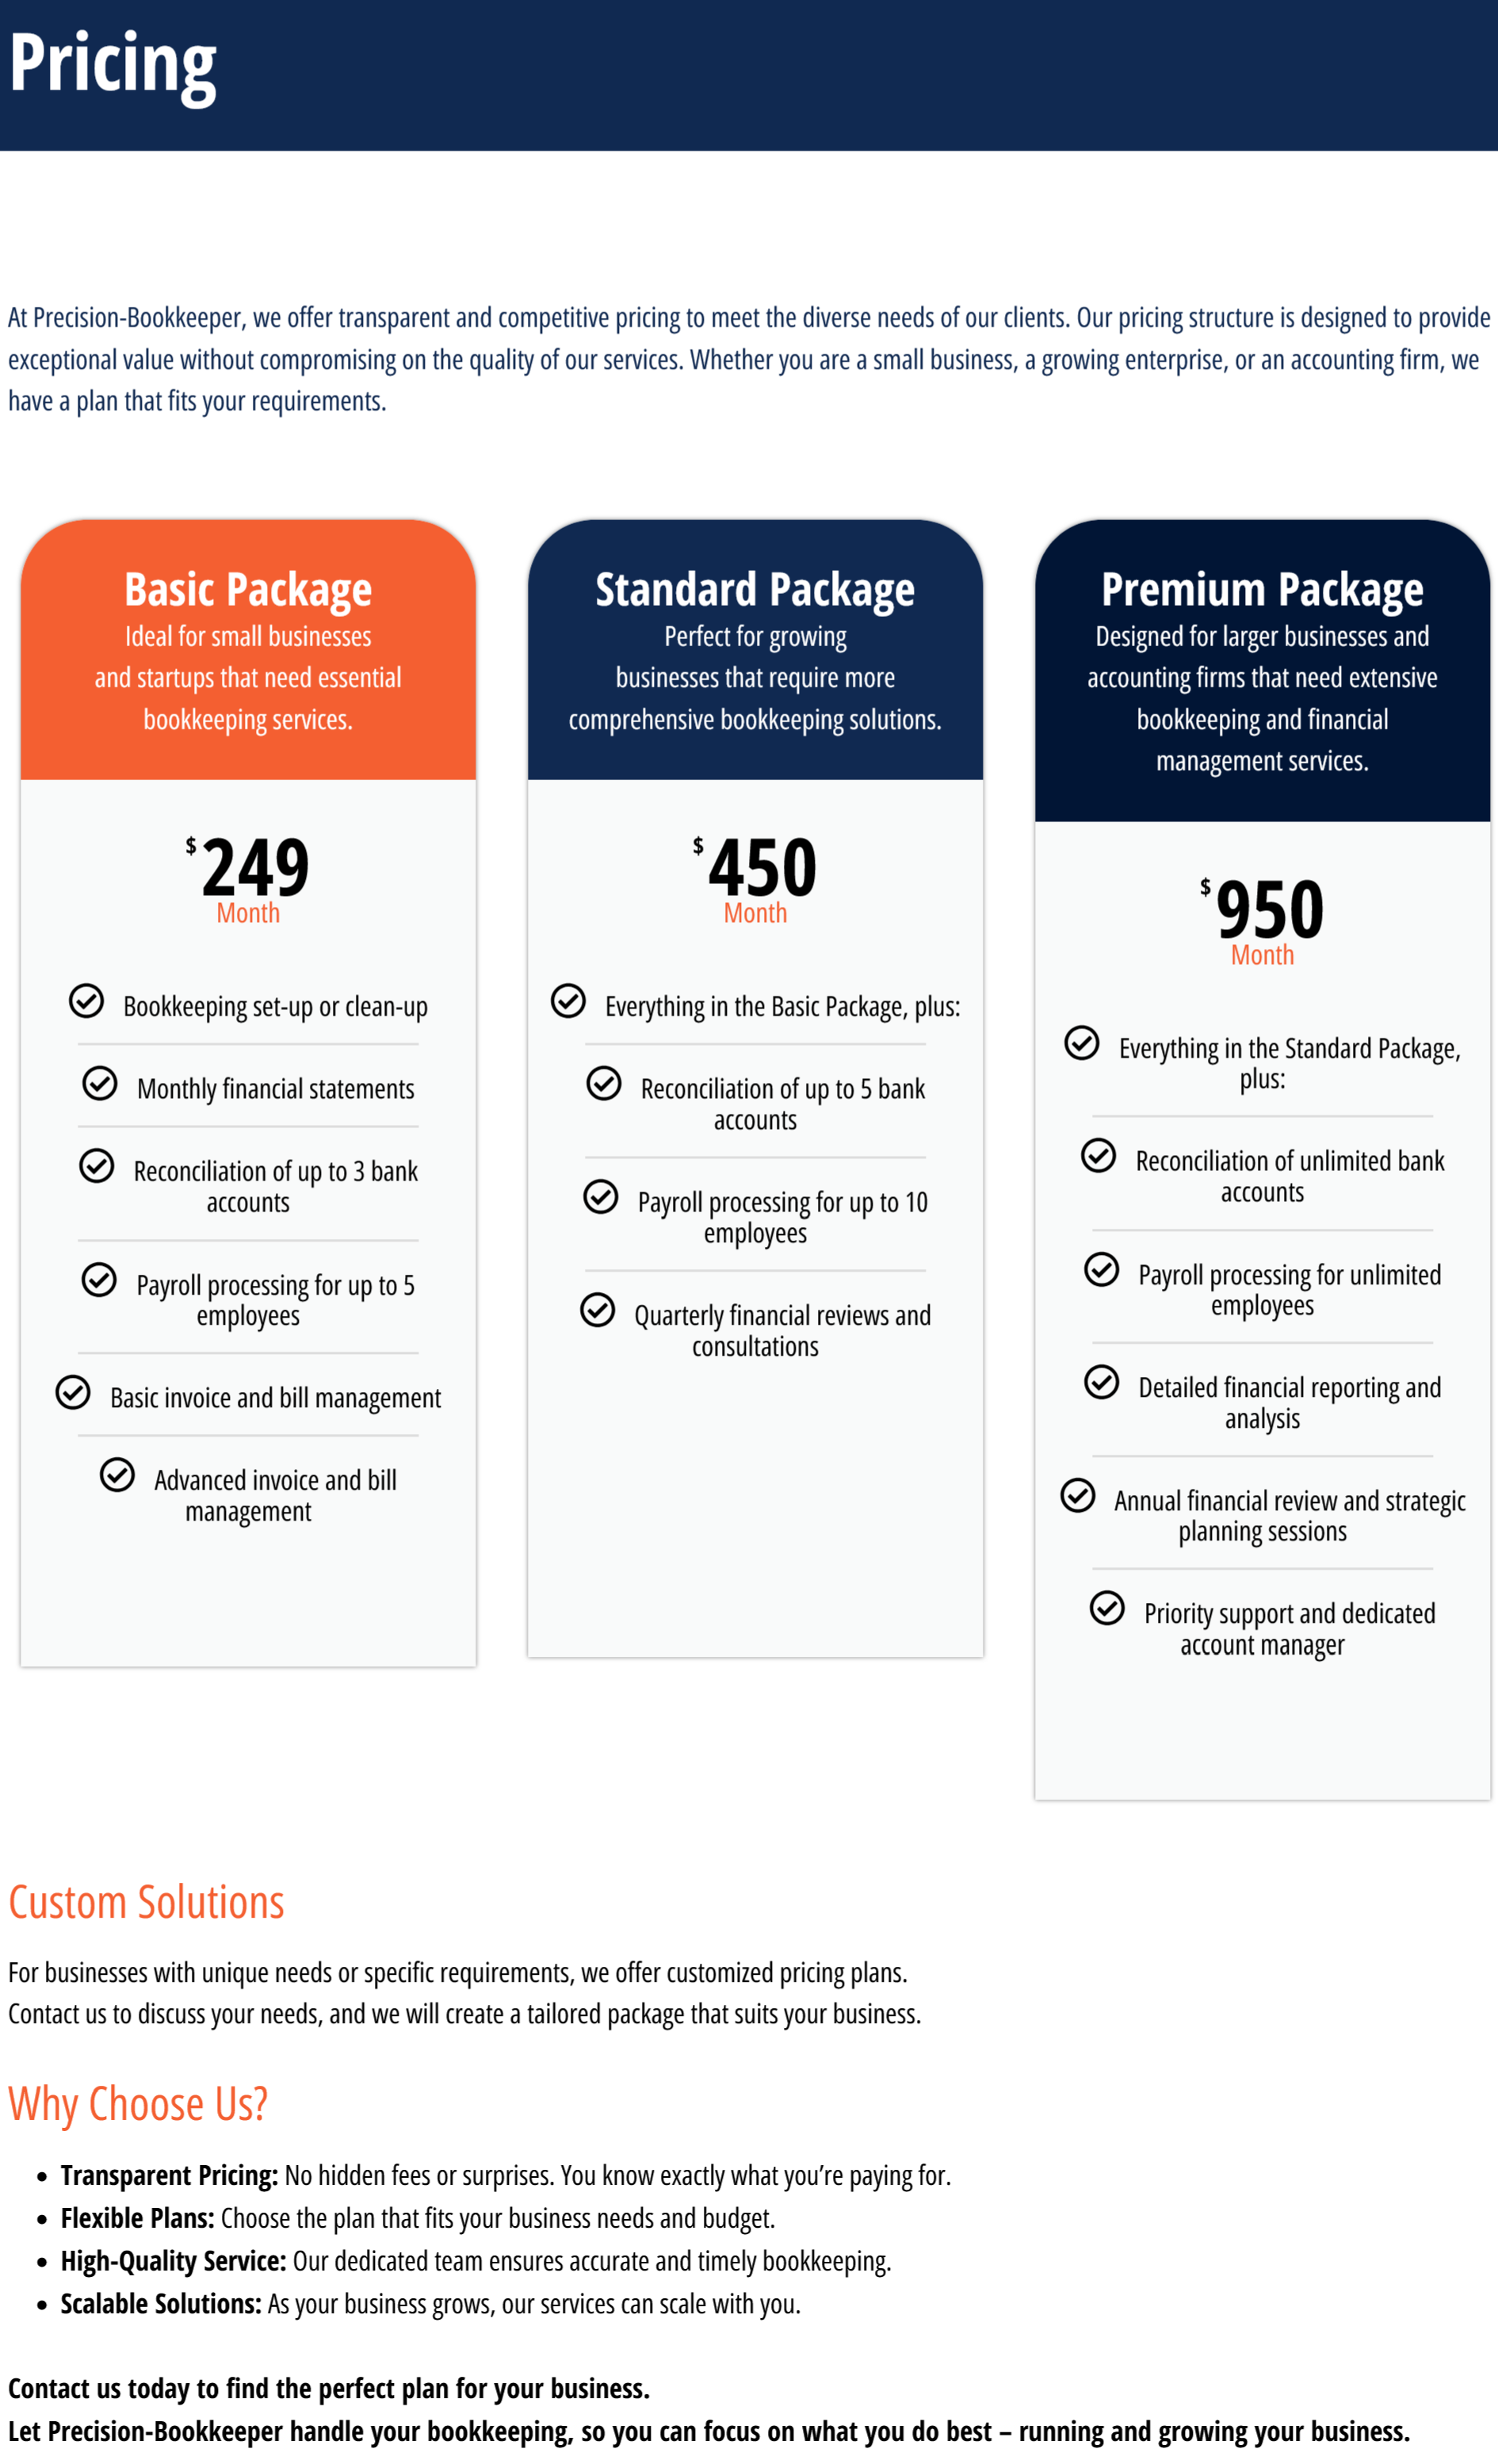 Pricing
At Precision-Bookkeeper, we offer transparent and competitive pricing to meet the diverse needs of our clients. Our pricing structure is designed to provide
exceptional value without compromising on the quality of our services. Whether you are a small business, a growing enterprise, or an accounting firm, we
have a plan that fits your requirements.
Basic Package
Ideal for small businesses
and startups that need essential
bookkeeping services.
$249
Month
Bookkeeping set-up or clean-up
Monthly financial statements
Reconciliation of up to 3 bank
accounts
Payroll processing for up to 5
employees
Basic invoice and bill management
Advanced invoice and bill
management
Standard Package
Perfect for growing
businesses that require more
comprehensive bookkeeping solutions.
$450
Month
Everything in the Basic Package, plus:
Reconciliation of up to 5 bank
accounts
Payroll processing for up to 10
employees
Quarterly financial reviews and
consultations
Premium Package
Designed for larger businesses and
accounting firms that need extensive
bookkeeping and financial
management services.
$950
Month
Everything in the Standard Package,
plus:
Reconciliation of unlimited bank
accounts
Payroll processing for unlimited
employees
Detailed financial reporting and
analysis
Annual financial review and strategic
planning sessions
Priority support and dedicated
account manager
Custom Solutions
For businesses with unique needs or specific requirements, we offer customized pricing plans.
Contact us to discuss your needs, and we will create a tailored package that suits your business.
Why Choose Us?
• Transparent Pricing: No hidden fees or surprises. You know exactly what you’re paying for.
• Flexible Plans: Choose the plan that fits your business needs and budget.
• High-Quality Service: Our dedicated team ensures accurate and timely bookkeeping.
• Scalable Solutions: As your business grows, our services can scale with you.
Contact us today to find the perfect plan for your business.
Let Precision-Bookkeeper handle your bookkeeping, so you can focus on what you do best – running and growing your business.